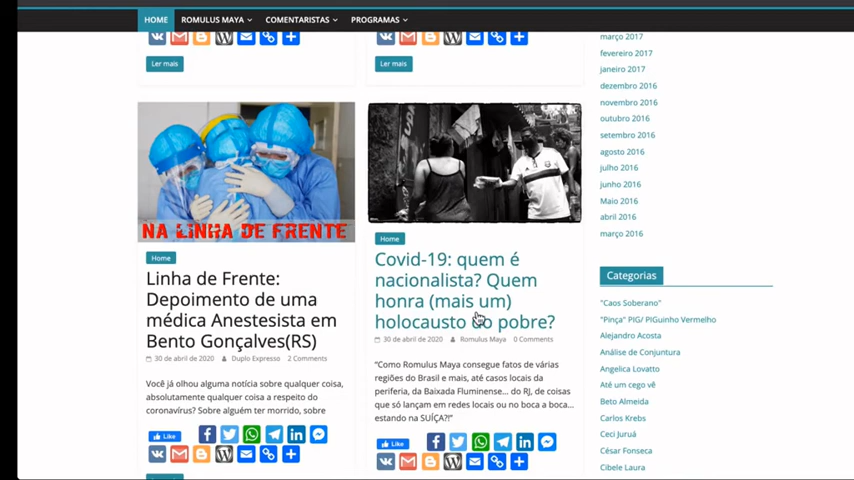 HOME
ROMULUS MAYA
COMENTARISTAS
PROGRAMAS
Ler mais
Ler mais
NA LINHA DE FRENTE
Home
Linha de Frente:
Depoimento de uma
médica Anestesista em
Bento Gonçalves(RS)
30 de abril de 2020
Duplo Expresso
2 Comments
Você já olhou alguma notícia sobre qualquer coisa,
absolutamente qualquer coisa a respeito do
coronavírus? Sobre alguém ter morrido, sobre
Like
Home
Covid-19: quem é
nacionalista? Quem
honra (mais um)
holocausto do pobre?
30 de abril de 2020
Romulus Maya
0 Comments
"Como Romulus Maya consegue fatos de várias
regiões do Brasil e mais, até casos locais da
periferia, da Baixada Fluminense... do RJ, de coisas
que só lançam em redes locais ou no boca a boca...
estando na SUÍÇA?!"
Like
março 2017
fevereiro 2017
janeiro 2017
dezembro 2016
novembro 2016
outubro 2016
setembro 2016
agosto 2016
julho 2016
junho 2016
Maio 2016
abril 2016
março 2016
Categorias
"Caos Soberano"
"Pinça" PIG/ PIGuinho Vermelho
Alejandro Acosta
Análise de Conjuntura
Angelica Lovatto
Até um cego vê
Beto Almeida
Carlos Krebs
Ceci Juruá
César Fonseca
Cibele Laura